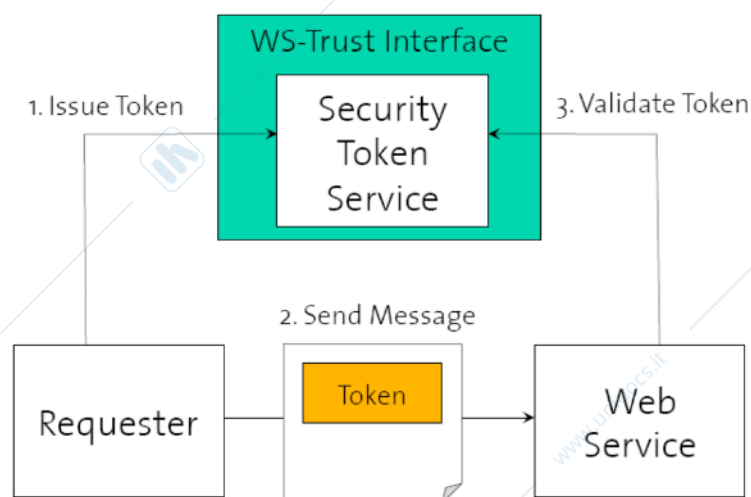 WS-Trust Interface
1. Issue Token
Security
Token
Service
3. Validate Token
2. Send Message
Requester
Token
Web
Service